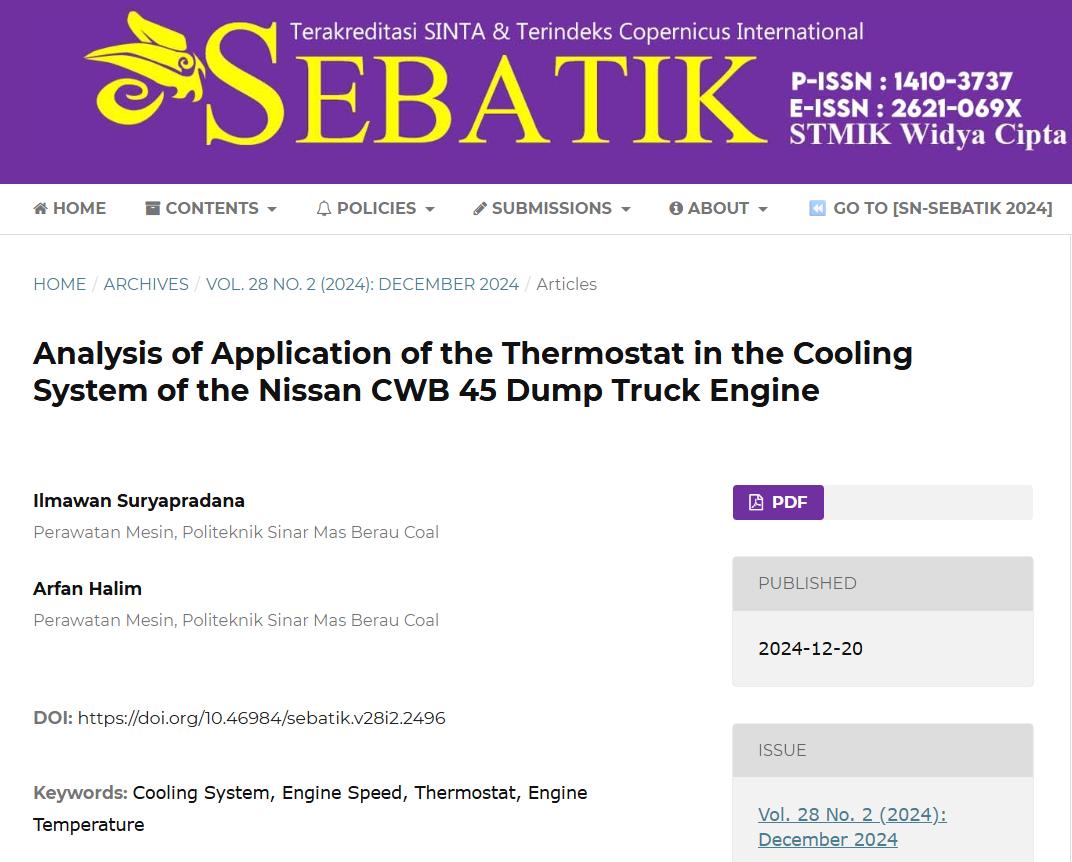 Terakreditasi SINTA & Terindeks Copernicus International
SEBATIK
P-ISSN : 1410-3737
E-ISSN : 2621-069X
STMIK Widya Cipta
HOME CONTENTS POLICIES SUBMISSIONS ABOUT GO TO [SN-SEBATIK 2024]
HOME / ARCHIVES / VOL. 28 NO. 2 (2024): DECEMBER 2024 / Articles
Analysis of Application of the Thermostat in the Cooling
System of the Nissan CWB 45 Dump Truck Engine
Ilmawan Suryapradana
Perawatan Mesin, Politeknik Sinar Mas Berau Coal
Arfan Halim
Perawatan Mesin, Politeknik Sinar Mas Berau Coal
DOI: https://doi.org/10.46984/sebatik.v28i2.2496
Keywords: Cooling System, Engine Speed, Thermostat, Engine
Temperature
PDF
PUBLISHED
2024-12-20
ISSUE
Vol. 28 No. 2 (2024):
December 2024